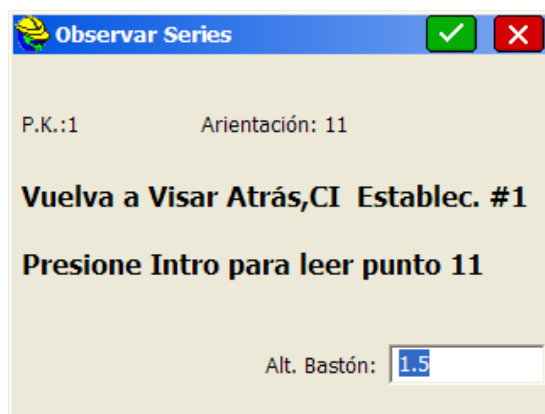 Observar Series
P.K.:1 Arientación: 11
Vuelva a Visar Atrás,CI Establec. #1
Presione Intro para leer punto 11
Alt. Bastón: 1.5